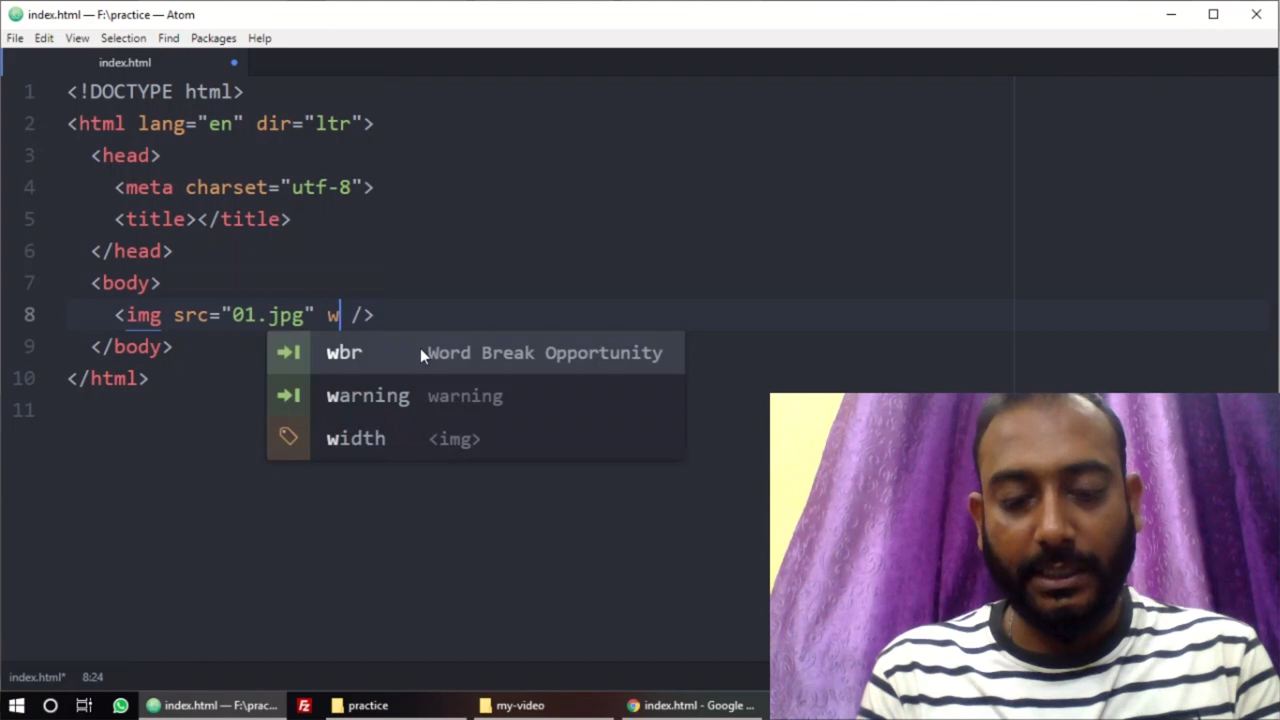 index.html — F:\practice — Atom
File Edit View Selection Find Packages Help
index.html
1 <!DOCTYPE html>
2 <html lang="en" dir="ltr">
3 <head>
4 <meta charset="utf-8">
5 <title></title>
6 </head>
7 <body>
8 <img src="01.jpg" w />
wbr Word Break Opportunity
warning warning
width <img>
9 </body>
10 </html>
11
index.html* 8:24
index.html — F:\prac... practice my-video index.html - Google ...